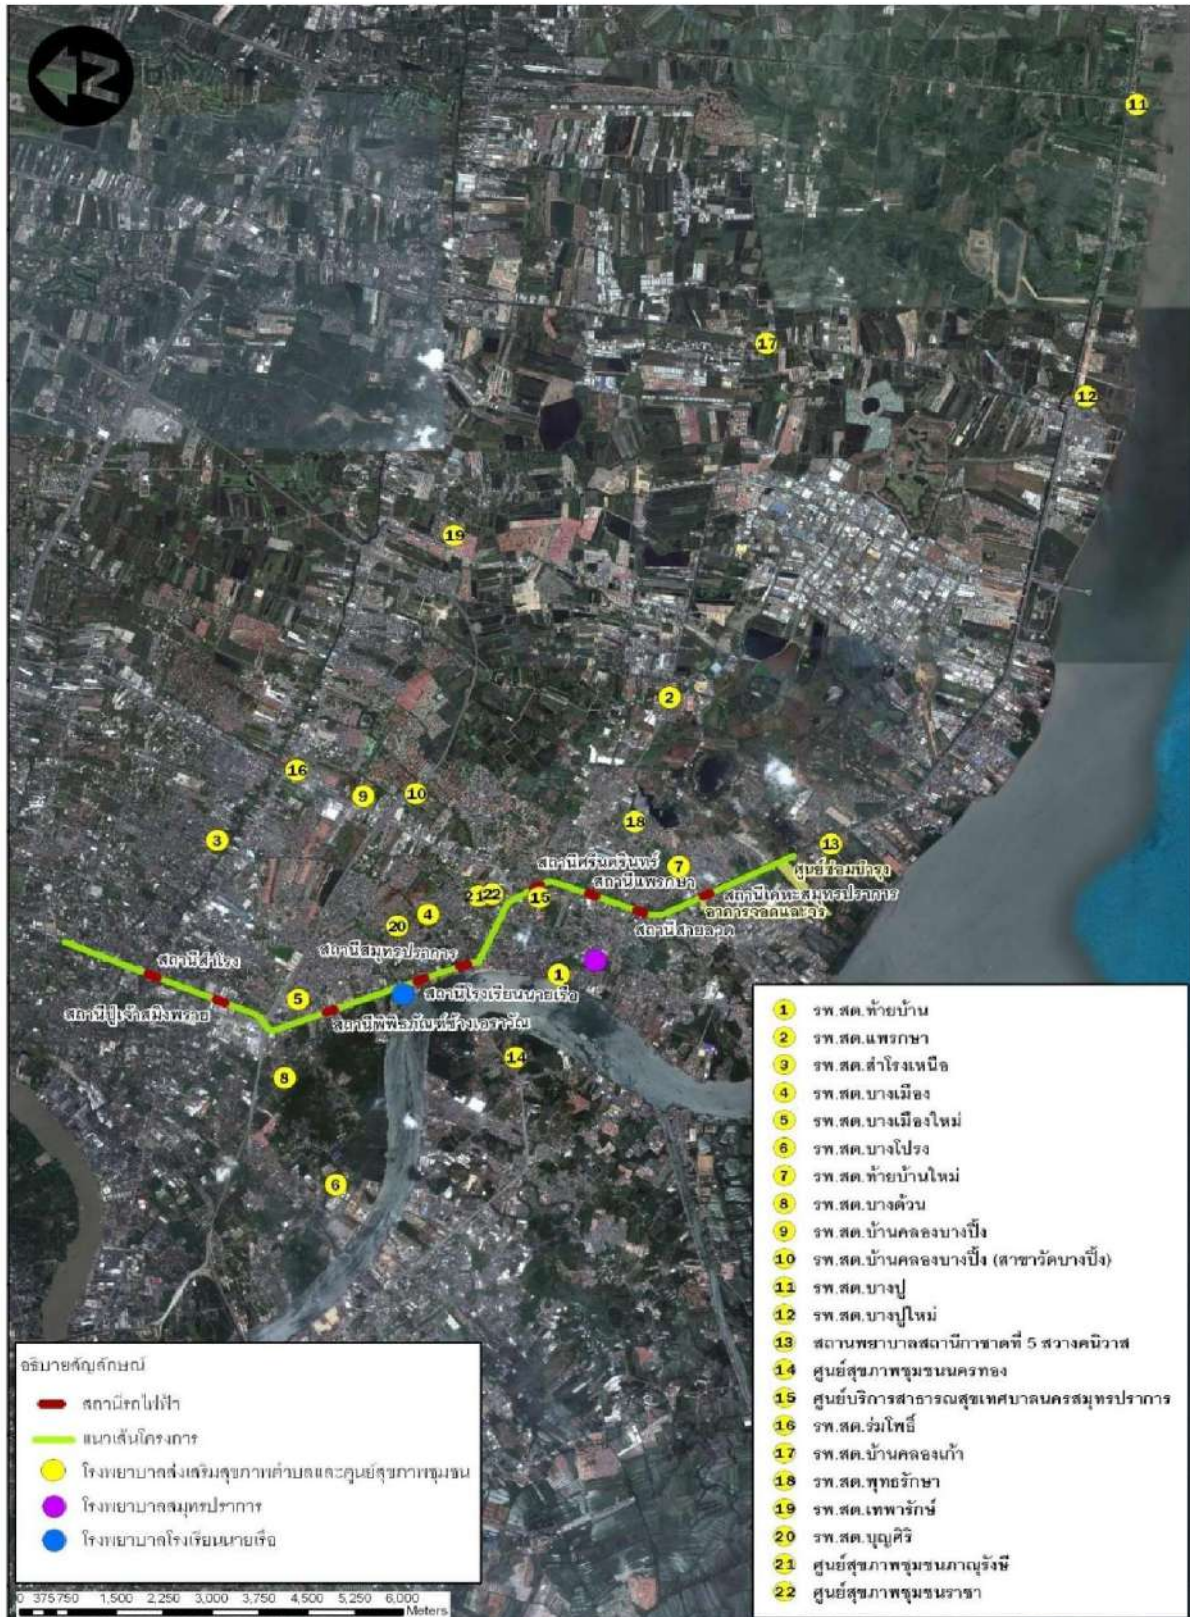 N
11
17
12
19
2
16
9
10
18
3
13
7
สถานีศรีนครินทร์
ศูนย์ซ่อมบำรุง
สถานีแพรกษา
21
22
15
สถานีเคหะสมุทรปราการ
อาคารจอดแล้วจร
4
20
สถานีสายลวด
สถานีสมุทรปราการ
สถานีสำโรง
1
5
สถานีโรงเรียนนายเรือ
สถานีปู่เจ้าสมิงพราย
สถานีพิพิธภัณฑ์ช้างเอราวัณ
14
8
6
1 รพ.สต.ท้ายบ้าน
2 รพ.สต.แพรกษา
3 รพ.สต.สำโรงเหนือ
4 รพ.สต.บางเมือง
5 รพ.สต.บางเมืองใหม่
6 รพ.สต.บางโปรง
7 รพ.สต.ท้ายบ้านใหม่
8 รพ.สต.บางด้วน
9 รพ.สต.บ้านคลองบางปิ้ง
10 รพ.สต.บ้านคลองบางปิ้ง (สาขาวัดบางปิ้ง)
11 รพ.สต.บางปู
12 รพ.สต.บางปูใหม่
13 สถานพยาบาลสถานีกาชาดที่ 5 สวางคนิวาส
14 ศูนย์สุขภาพชุมชนนครทอง
15 ศูนย์บริการสาธารณสุขเทศบาลนครสมุทรปราการ
16 รพ.สต.ร่มโพธิ์
17 รพ.สต.บ้านคลองเก้า
18 รพ.สต.พุทธรักษา
19 รพ.สต.เทพารักษ์
20 รพ.สต.บุญศิริ
21 ศูนย์สุขภาพชุมชนภาณุรังษี
22 ศูนย์สุขภาพชุมชนราชา
อธิบายสัญลักษณ์
สถานีรถไฟฟ้า
แนวเส้นโครงการ
โรงพยาบาลส่งเสริมสุขภาพตำบลและศูนย์สุขภาพชุมชน
โรงพยาบาลสมุทรปราการ
โรงพยาบาลโรงเรียนนายเรือ
0 375 750 1,500 2,250 3,000 3,750 4,500 5,250 6,000
Meters